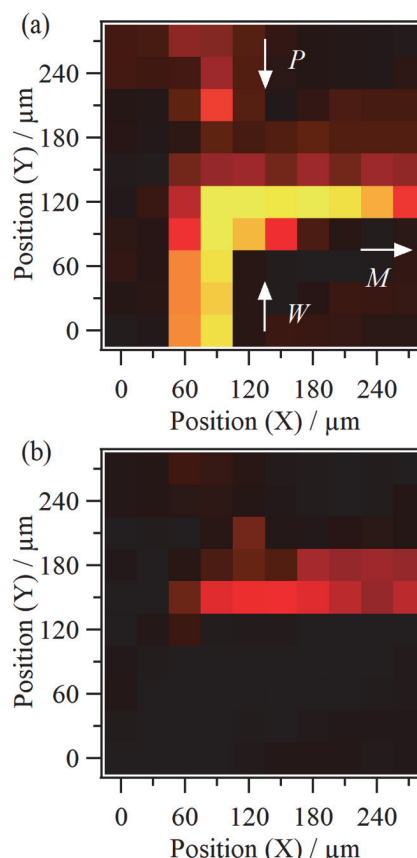 (a)
P
240
180
120
60
0
M
W
Position (Y) / µm
0 60 120 180 240
Position (X) / µm
(b)
240
180
120
60
0
Position (Y) / µm
0 60 120 180 240
Position (X) / µm